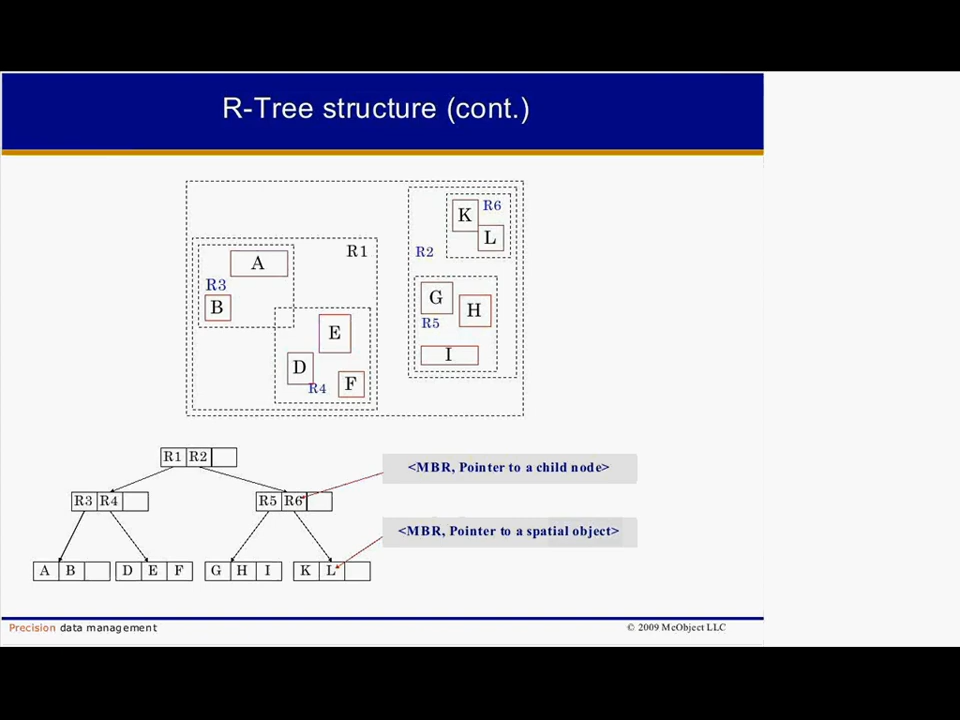 R-Tree structure (cont.)
K
R6
L
R1
R2
A
R3
B
G
H
R5
E
I
D
F
R4
R1 R2
<MBR, Pointer to a child node>
R3 R4
R5 R6
<MBR, Pointer to a spatial object>
A B
D E F
G H I
K L
Precision data management
© 2009 McObject LLC